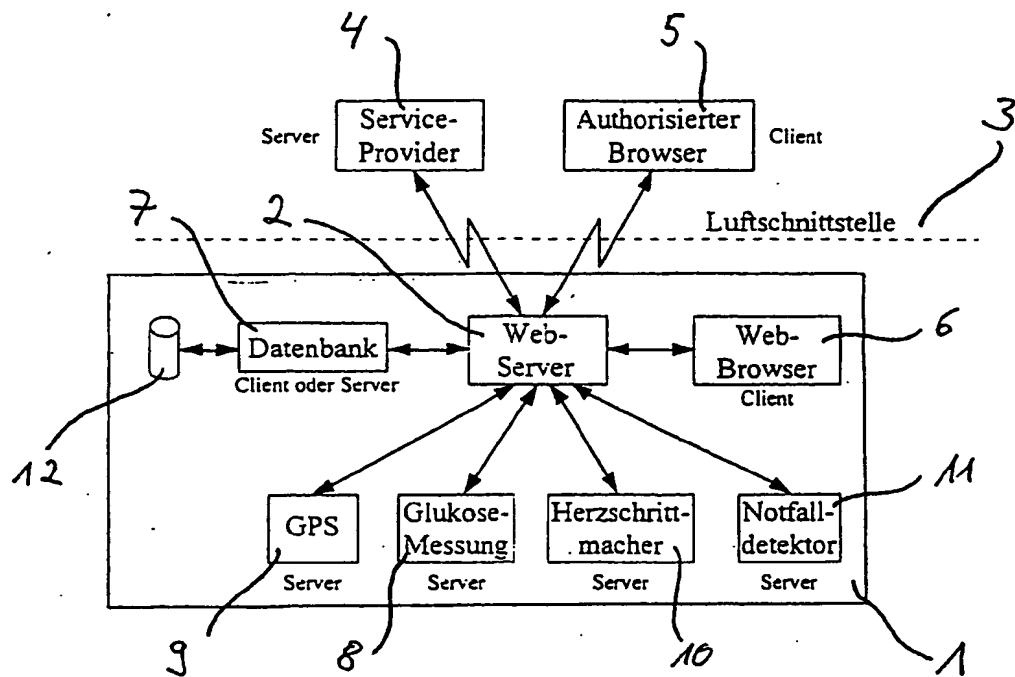 4
5
3
Service-
Provider
Server
Authorisierter
Browser
Client
7
2
Luftschnittstelle
6
Datenbank
Client oder Server
Web-
Server
Web-
Browser
Client
12
11
GPS
Server
Glukose-
Messung
Server
Herzschritt-
macher
Server
Notfall-
detektor
Server
9
8
10
1